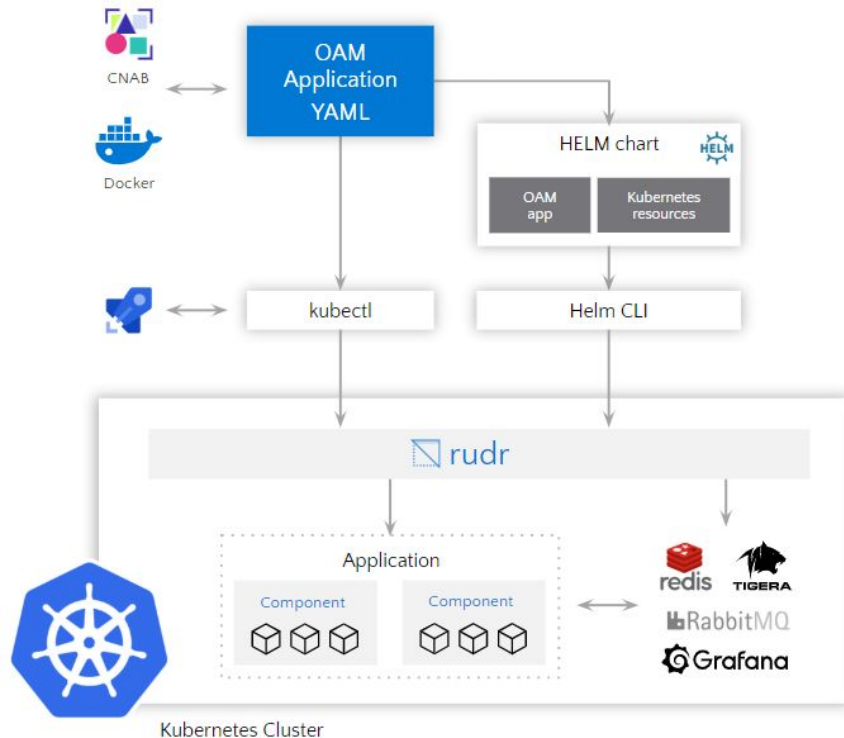 CNAB
Docker
OAM
Application
YAML
HELM chart
HELM
OAM
app
Kubernetes
resources
kubectl
Helm CLI
rudr
Application
Component
Component
redis
TIGERA
RabbitMQ
Grafana
Kubernetes Cluster